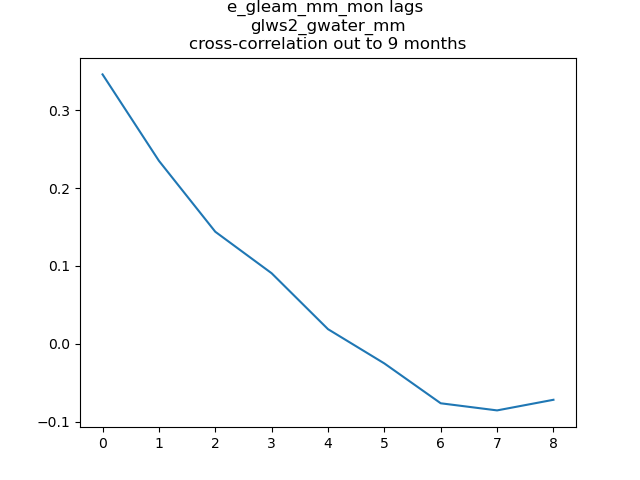 e_gleam_mm_mon lags
glws2_gwater_mm
cross-correlation out to 9 months
0.3
0.2
0.1
0.0
−0.1
0 1 2 3 4 5 6 7 8